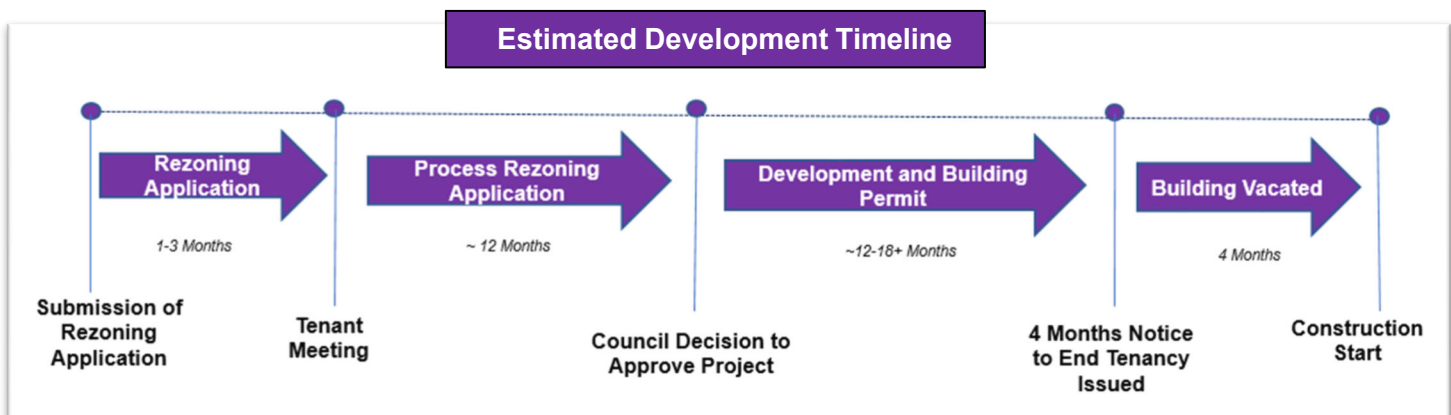 Estimated Development Timeline
Rezoning
Application
Process Rezoning
Application
Development and Building
Permit
Building Vacated
1-3 Months
~ 12 Months
~12-18+ Months
4 Months
Submission of
Rezoning
Application
Tenant
Meeting
Council Decision to
Approve Project
4 Months Notice
to End Tenancy
Issued
Construction
Start